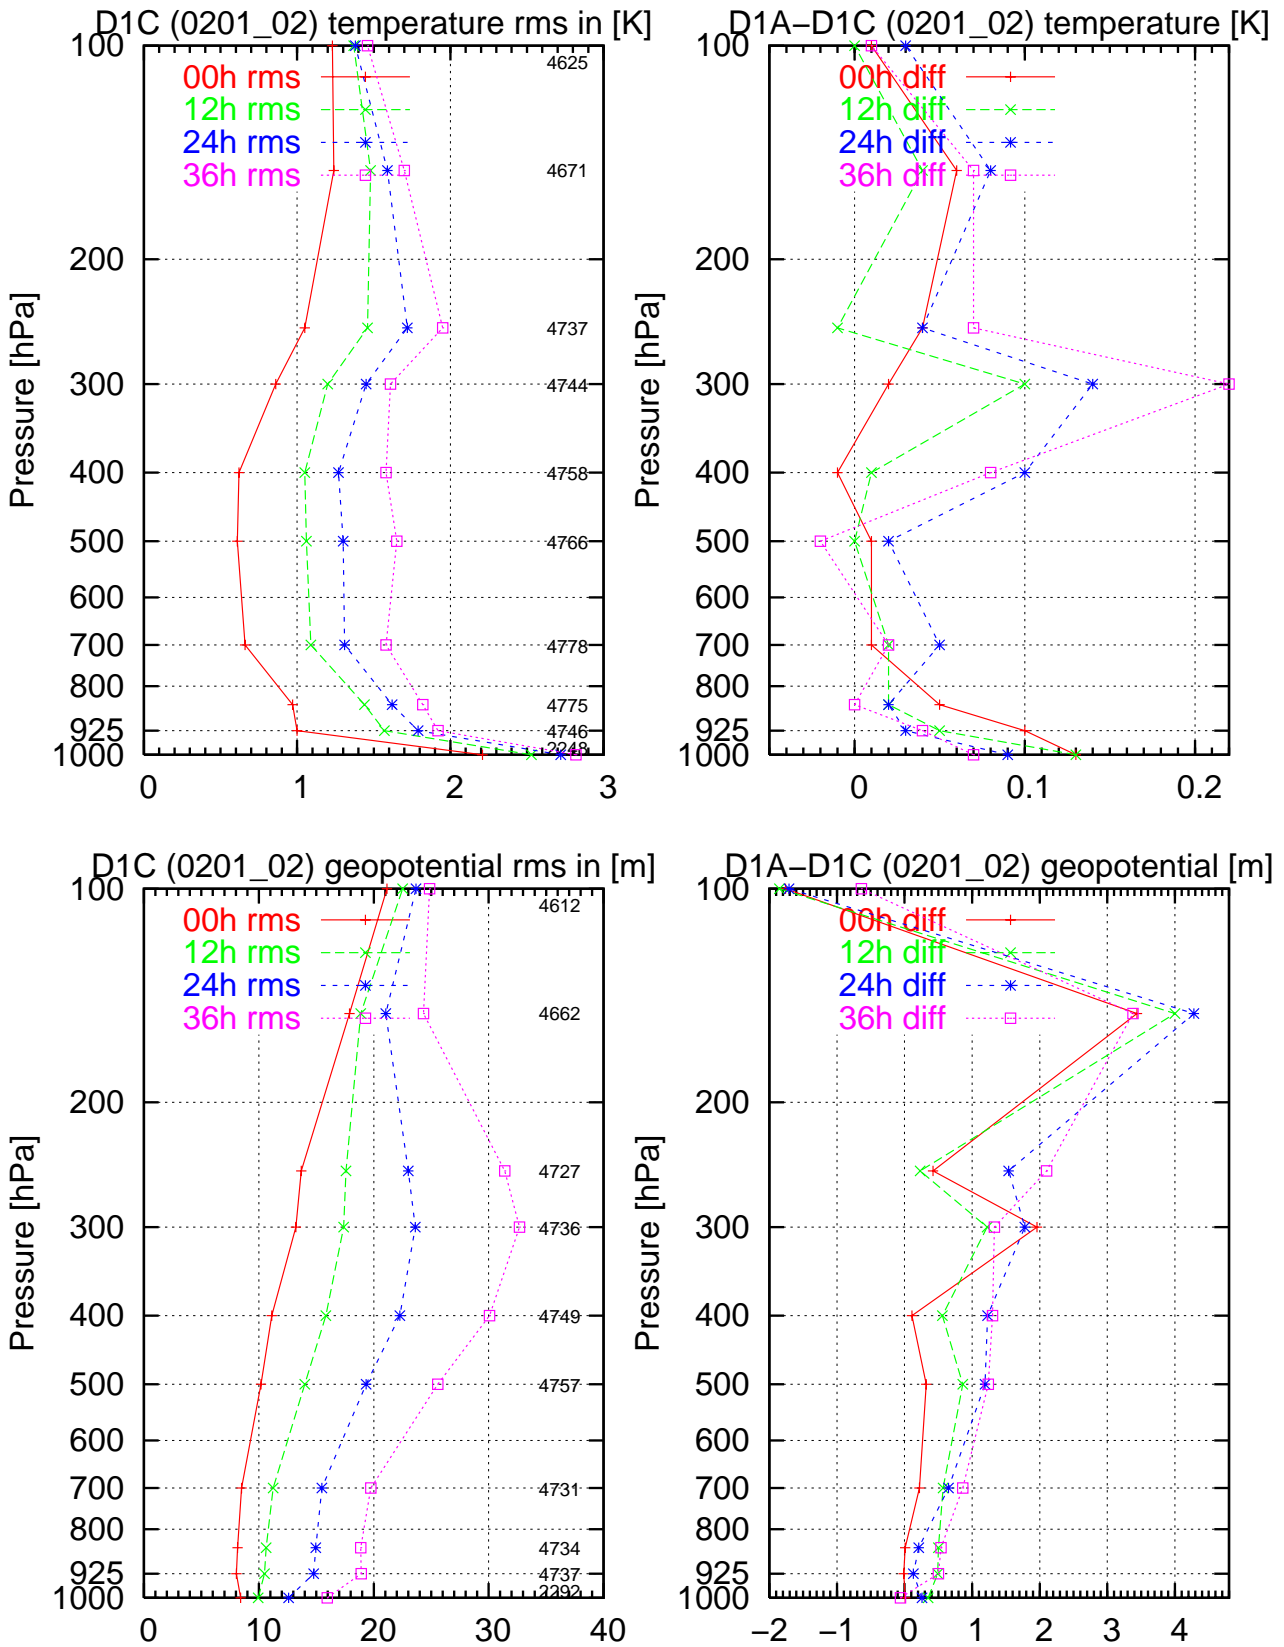 D1C (0201_02) temperature rms in [K]
100
200
300
400
500
600
700
800
925
1000
Pressure [hPa]
00h rms
12h rms
24h rms
36h rms
4625
4671
4737
4744
4758
4766
4778
4775
4746
2248
0 1 2 3
D1A−D1C (0201_02) temperature [K]
100
200
300
400
500
600
700
800
925
1000
Pressure [hPa]
00h diff
12h diff
24h diff
36h diff
0 0.1 0.2
D1C (0201_02) geopotential rms in [m]
100
200
300
400
500
600
700
800
925
1000
Pressure [hPa]
00h rms
12h rms
24h rms
36h rms
4612
4662
4727
4736
4749
4757
4731
4734
4737
2292
0 10 20 30 40
D1A−D1C (0201_02) geopotential [m]
100
200
300
400
500
600
700
800
925
1000
Pressure [hPa]
00h diff
12h diff
24h diff
36h diff
−2 −1 0 1 2 3 4